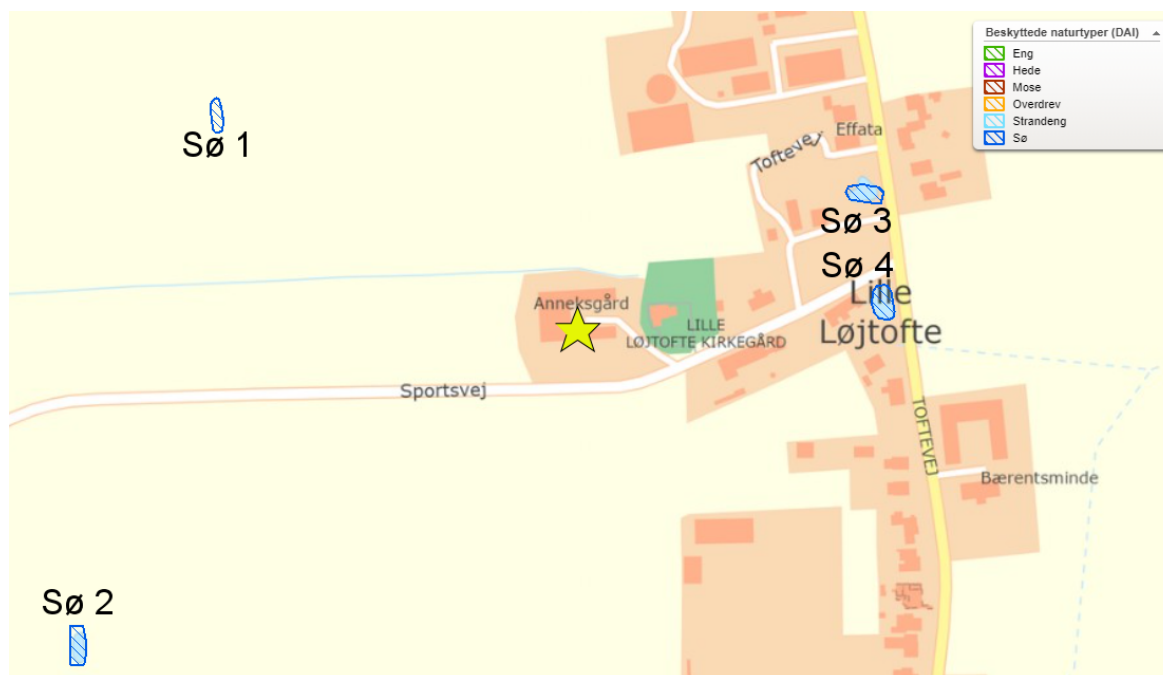 Beskyttede naturtyper (DAI)
Eng
Hede
Mose
Overdrev
Strandeng
Sø
Sø 1
Effata
Toftevej
Sø 3
Sø 4
Lille
Løjtofte
Anneksgård
LILLE
LØJTOFTE KIRKEGÅRD
Sportsvej
TOFTEVEJ
Bærentsminde
Sø 2